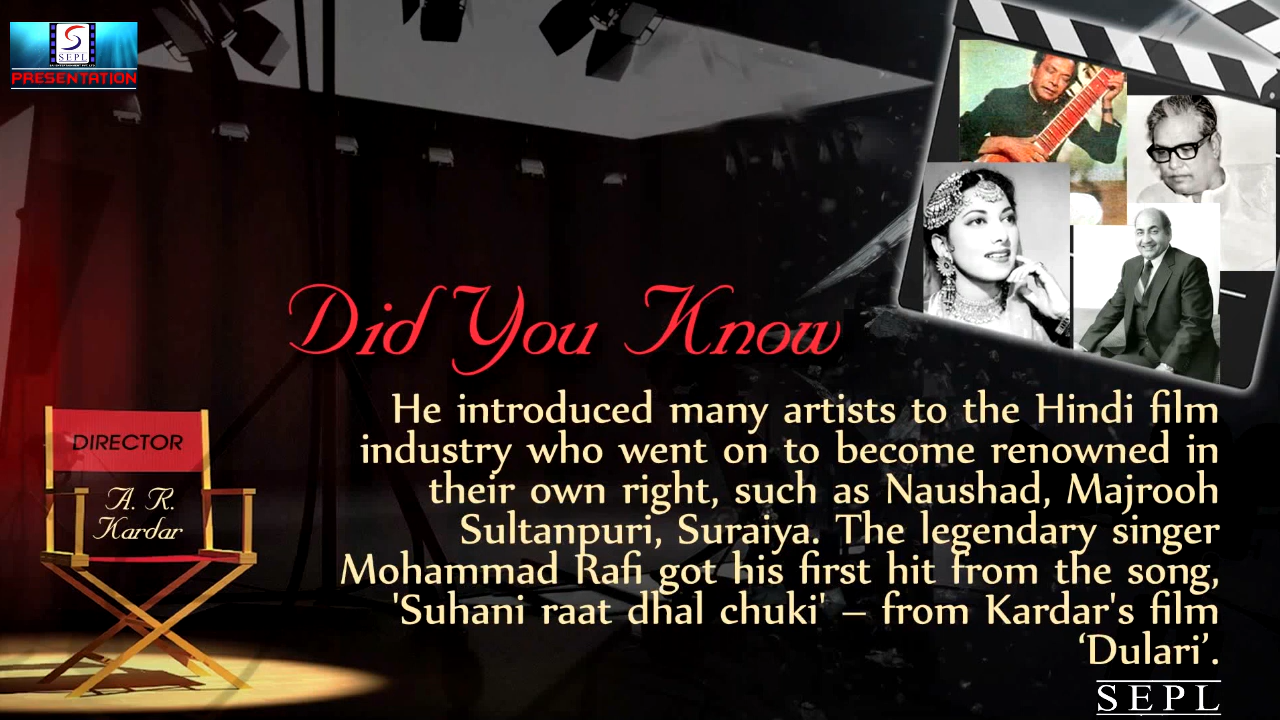 SEPL
PRESENTATION
Did You Know
He introduced many artists to the Hindi film
industry who went on to become renowned in
their own right, such as Naushad, Majrooh
Sultanpuri, Suraiya. The legendary singer
Mohammad Rafi got his first hit from the song,
'Suhani raat dhal chuki' – from Kardar's film
‘Dulari’.
DIRECTOR
A. R.
Kardar
SEPL